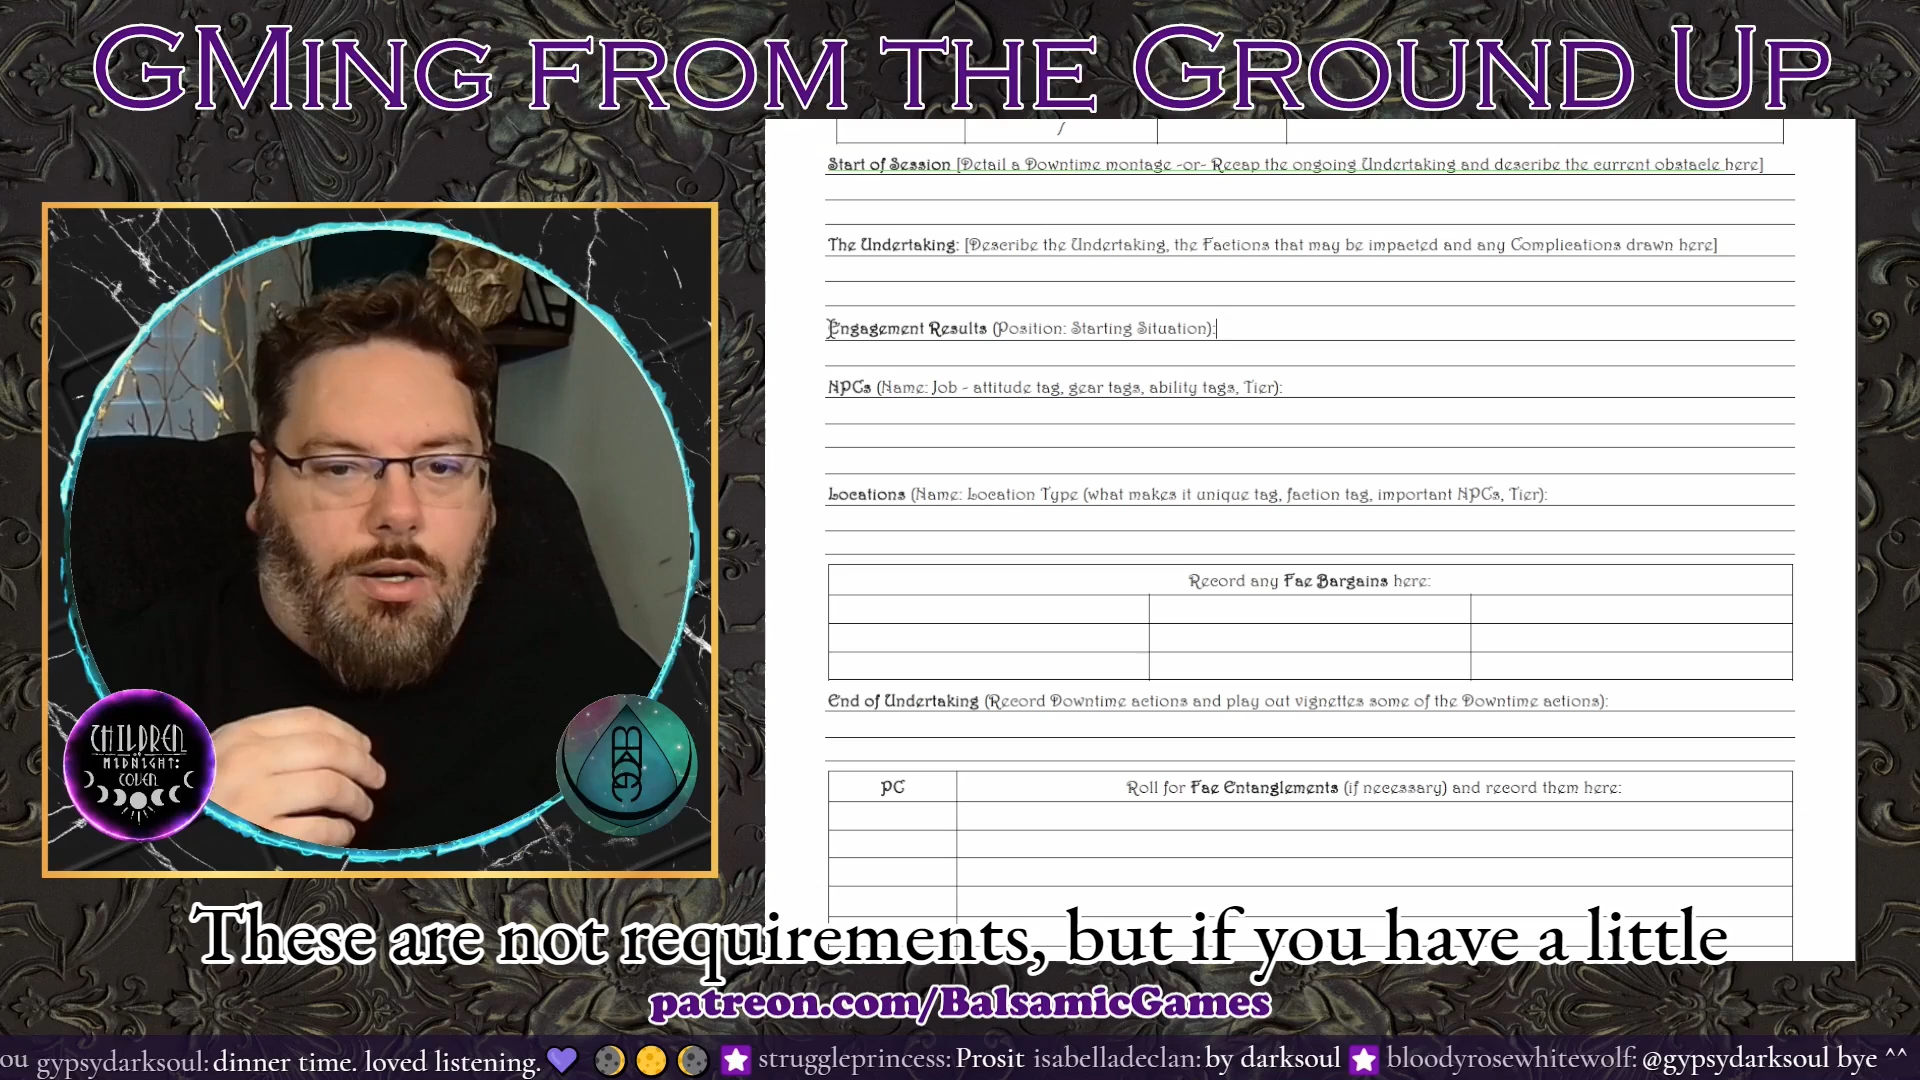 GMing from the Ground Up
Start of Session [Detail a Downtime montage -or- Recap the ongoing Undertaking and describe the current obstacle here]
The Undertaking: [Describe the Undertaking, the Factions that may be impacted and any Complications drawn here]
Engagement Results (Position: Starting Situation):
NPCs (Name: Job - attitude tag, gear tags, ability tags, Tier):
Locations (Name: Location Type (what makes it unique tag, faction tag, important NPCs, Tier):
Record any Fae Bargains here:
End of Undertaking (Record Downtime actions and play out vignettes some of the Downtime actions):
PC
Roll for Fae Entanglements (if necessary) and record them here:
CHILDREN
OF
MIDNIGHT:
COVEN
These are not requirements, but if you have a little
patreon.com/BalsamicGames
ou gypsydarksoul: dinner time. loved listening. struggleprincess: Prosit isabelladeclan: by darksoul bloodyrosewhitewolf: @gypsydarksoul bye ^^